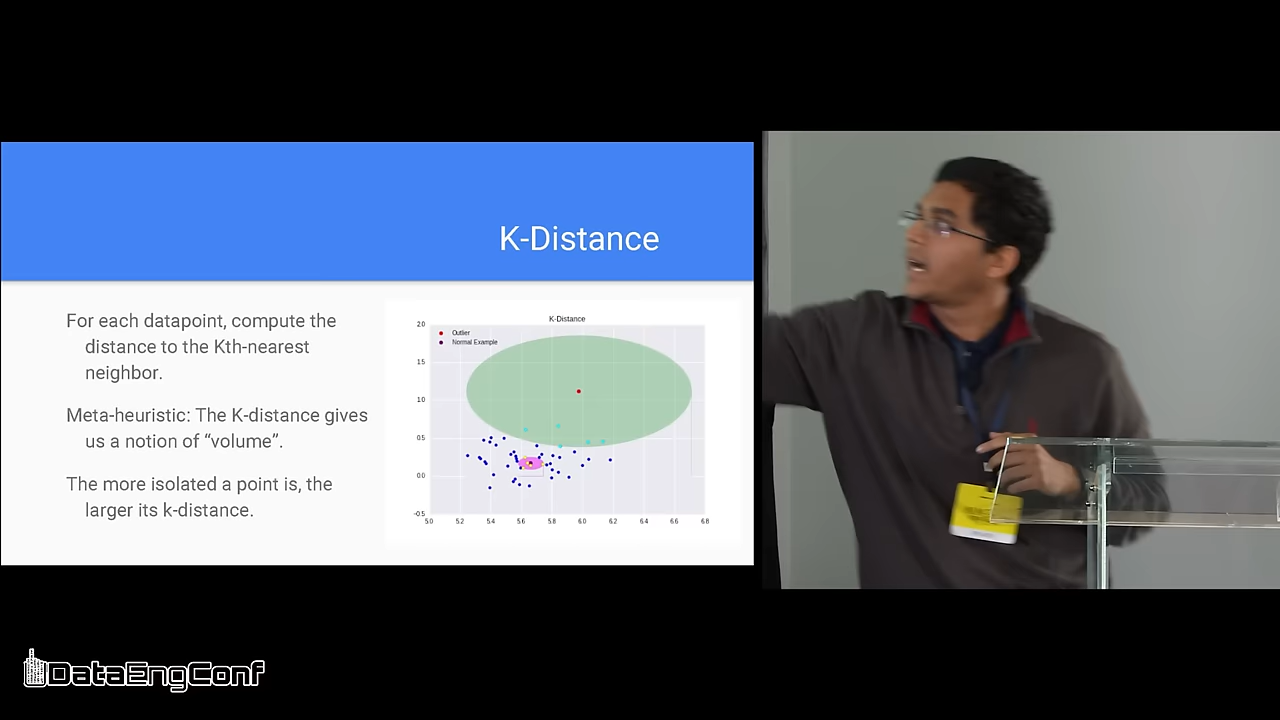 K-Distance
For each datapoint, compute the
distance to the Kth-nearest
neighbor.
Meta-heuristic: The K-distance gives
us a notion of “volume”.
The more isolated a point is, the
larger its k-distance.
K-Distance
Outlier
Normal Example
2.0
1.5
1.0
0.5
0.0
-0.5
5.0 5.2 5.4 5.6 5.8 6.0 6.2 6.4 6.6 6.8
DataEngConf